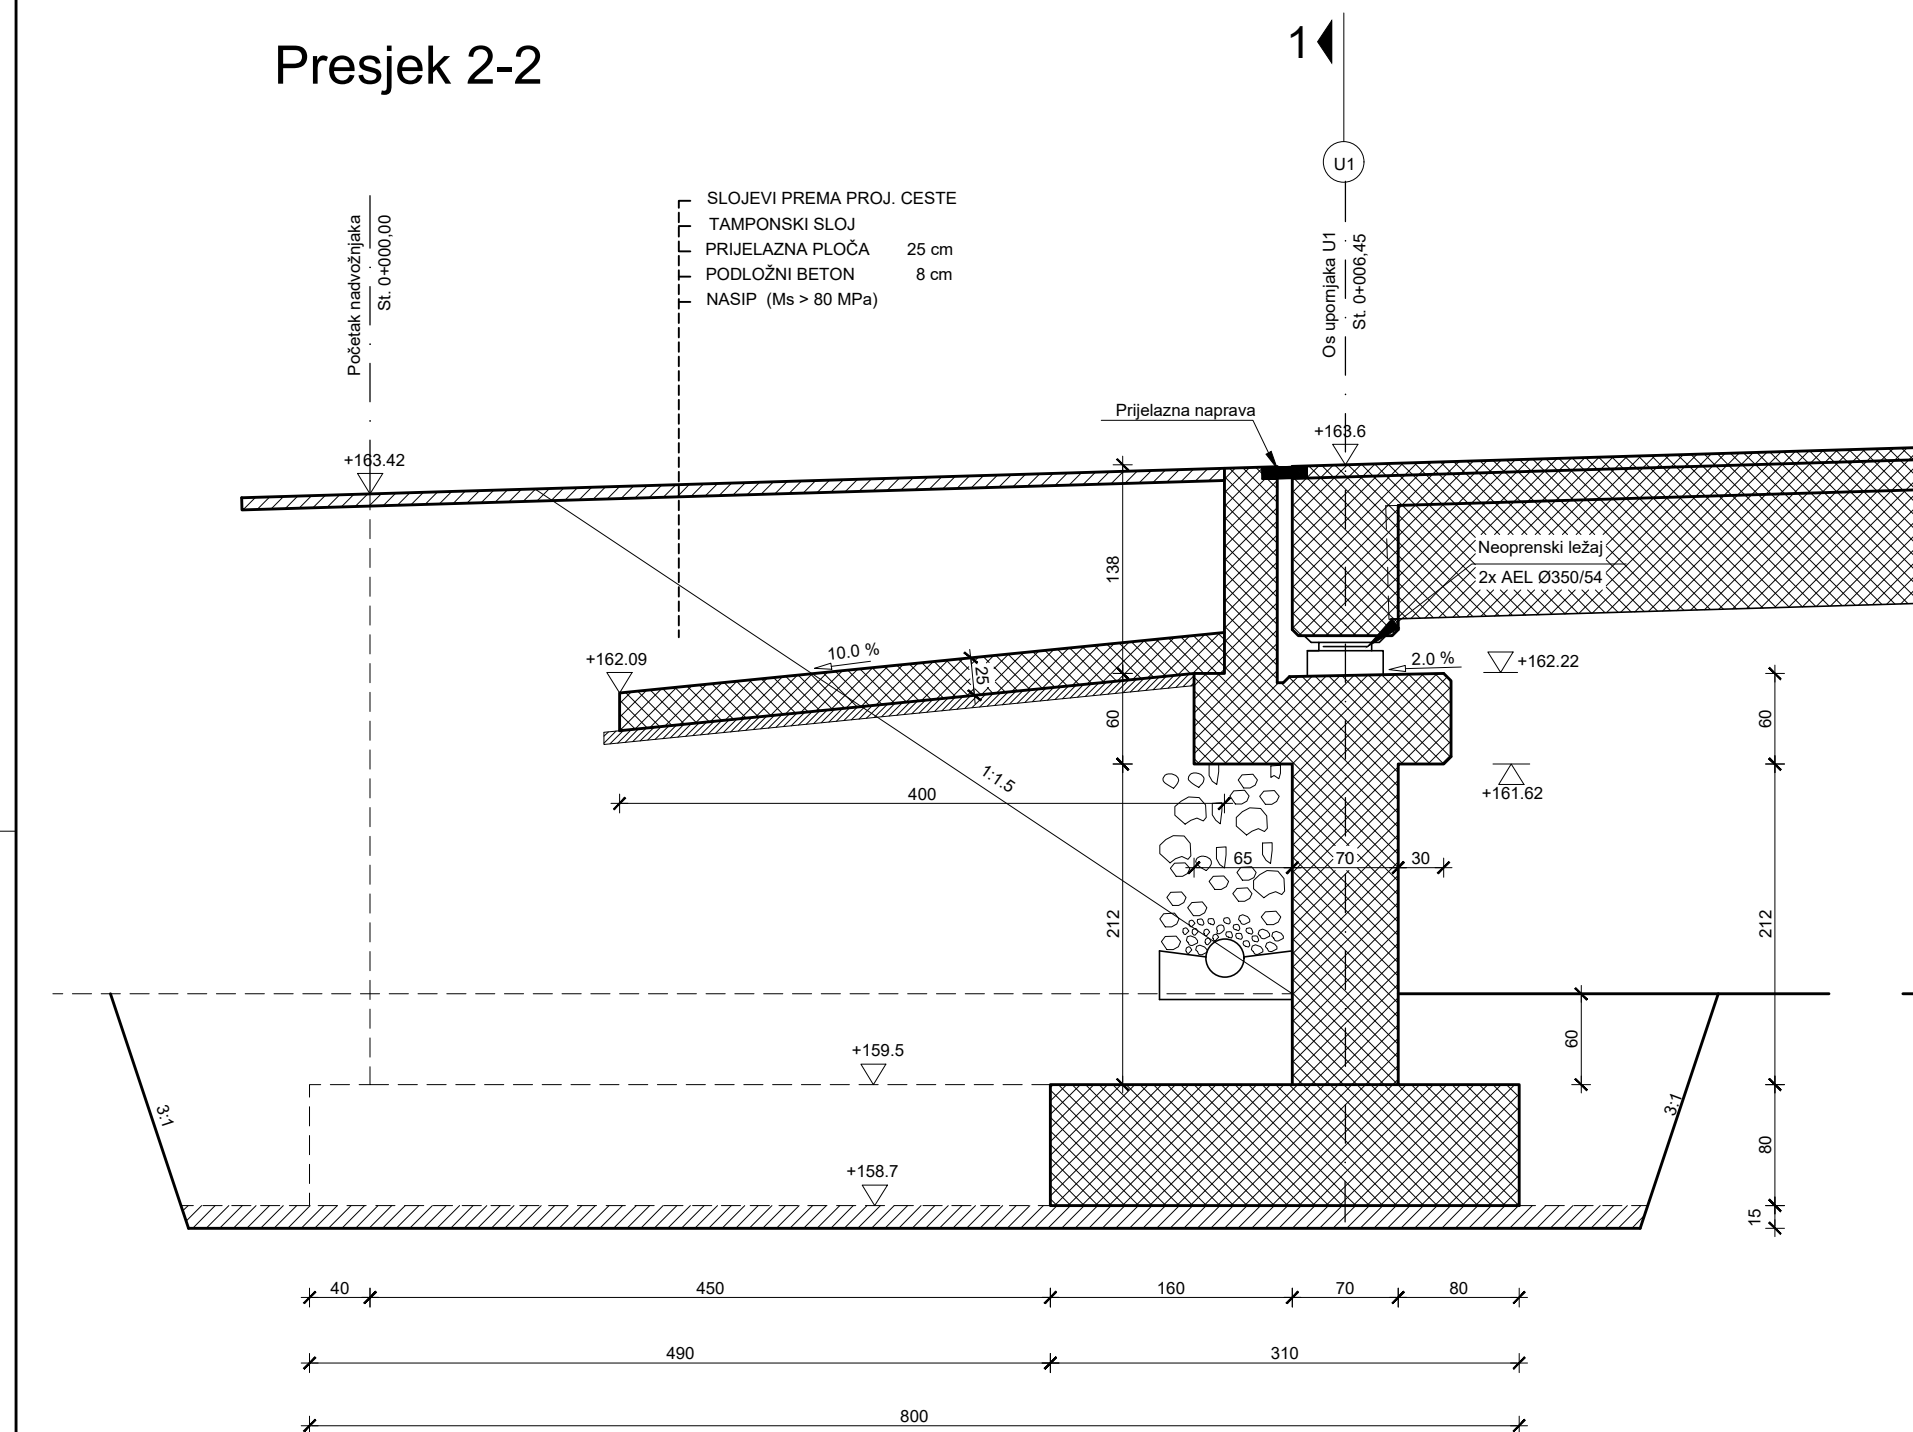 Presjek 2-2
1
U1
SLOJEVI PREMA PROJ. CESTE
TAMPONSKI SLOJ
PRIJELAZNA PLOČA 25 cm
PODLOŽNI BETON 8 cm
NASIP (Ms > 80 MPa)
Početak nadvožnjaka
St. 0+000,00
Os upornjaka U1
St. 0+006,45
Prijelazna naprava
+163.6
+163.42
138
Neoprenski ležaj
2x AEL Ø350/54
10.0 %
+162.09
25
2.0 %
+162.22
60
60
1:1.5
400
+161.62
65
70
30
212
212
60
+159.5
3:1
3:1
80
+158.7
15
40
450
160
70
80
490
310
800